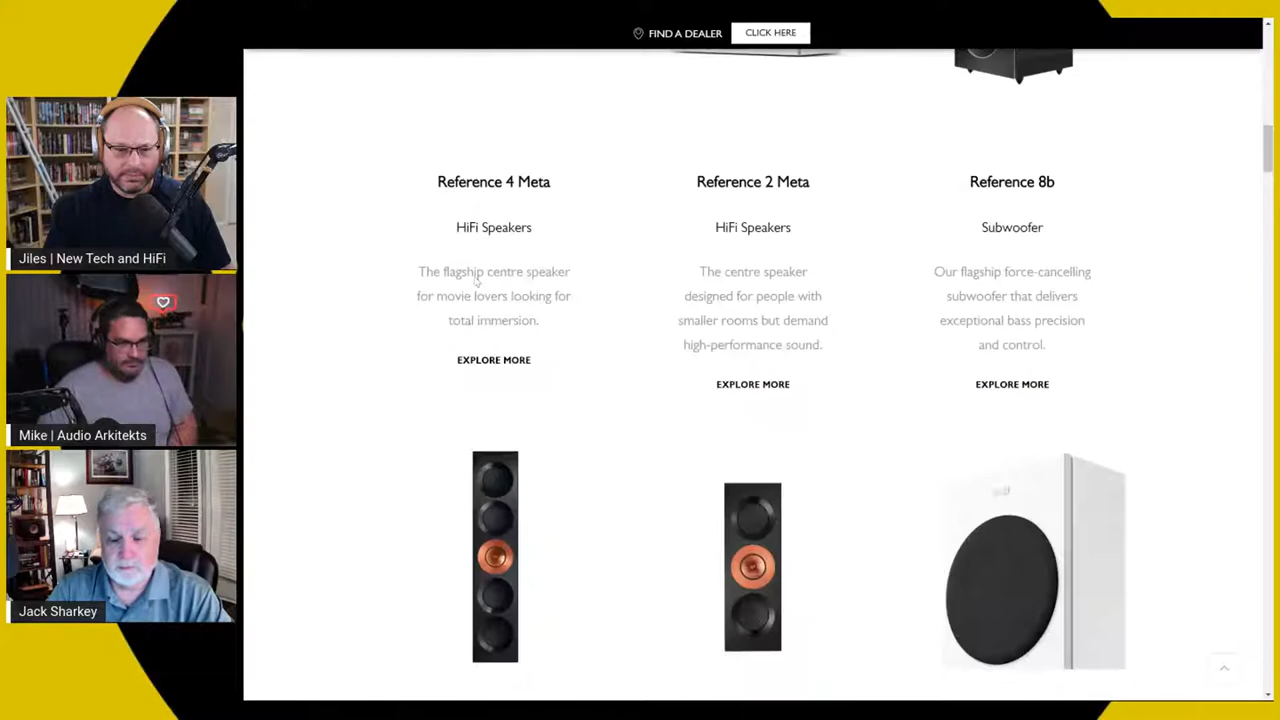 FIND A DEALER
CLICK HERE
Reference 4 Meta
HiFi Speakers
The flagship centre speaker
for movie lovers looking for
total immersion.
EXPLORE MORE
Reference 2 Meta
HiFi Speakers
The centre speaker
designed for people with
smaller rooms but demand
high-performance sound.
EXPLORE MORE
Reference 8b
Subwoofer
Our flagship force-cancelling
subwoofer that delivers
exceptional bass precision
and control.
EXPLORE MORE
Jiles | New Tech and HiFi
Mike | Audio Arkitekts
Jack Sharkey